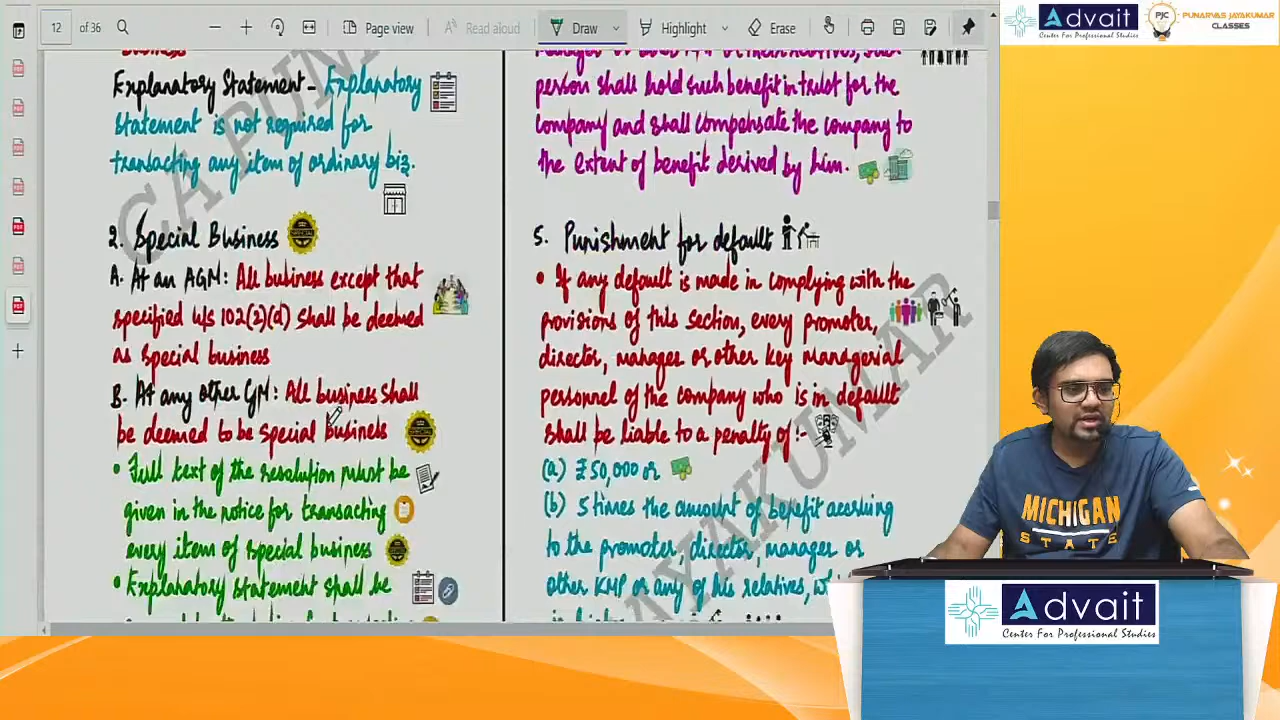 12 of 36
Page view
Read aloud
Draw
Highlight
Erase
Advait
Center For Professional Studies
PJC
PUNARVAS JAYAKUMAR
CLASSES
Explanatory Statement - Explanatory
Statement is not required for
transacting any item of ordinary biz.
2. Special Business
A. At an AGM: All business except that
specified u/s 102(2)(a) shall be deemed
as special business
B. At any other GM: All business shall
be deemed to be special business
• Full text of the resolution must be
given in the notice for transacting
every item of special business
• Explanatory statement shall be
person shall hold such benefit in trust for the
company and shall compensate the company to
the extent of benefit derived by him.
5. Punishment for default
• If any default is made in complying with the
provisions of this section, every promoter,
director, manager or other key managerial
personnel of the company who is in default
shall be liable to a penalty of :-
(a) ₹50,000 or
(b) 5 times the amount of benefit accruing
to the promoter, director, manager or
other KMP or any of his relatives,
MICHIGAN
STATE
Advait
Center For Professional Studies